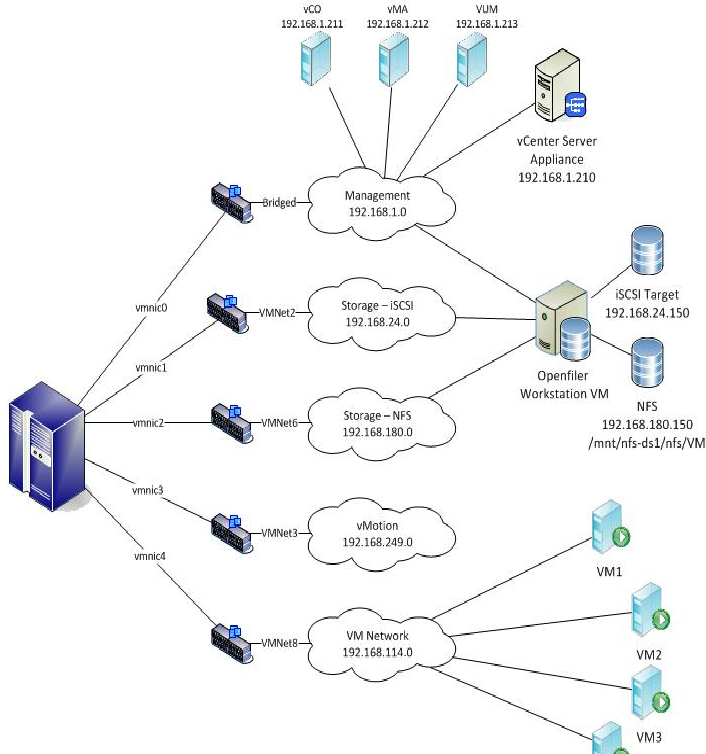 vCO
192.168.1.211
vMA
192.168.1.212
VUM
192.168.1.213
vCenter Server
Appliance
192.168.1.210
Bridged
Management
192.168.1.0
vmnic0
VMNet2
Storage – iSCSI
192.168.24.0
iSCSI Target
192.168.24.150
vmnic1
Openfiler
Workstation VM
NFS
192.168.180.150
/mnt/nfs-ds1/nfs/VM
vmnic2
VMNet6
Storage – NFS
192.168.180.0
vmnic3
VMNet3
vMotion
192.168.249.0
vmnic4
VMNet8
VM Network
192.168.114.0
VM1
VM2
VM3